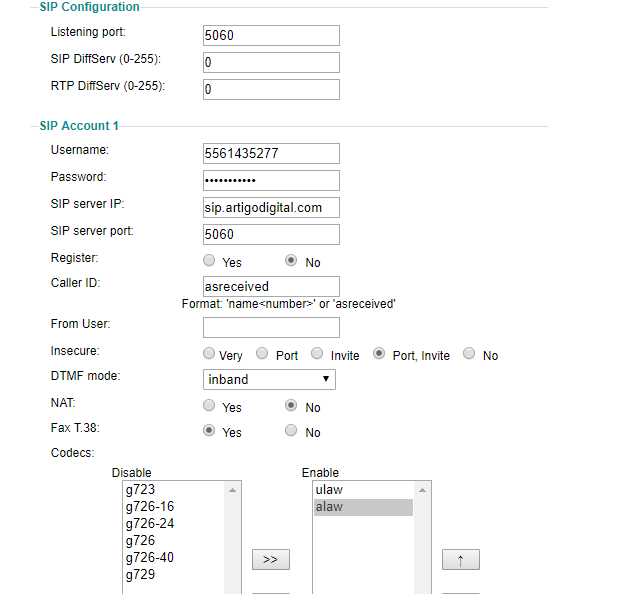 SIP Configuration
Listening port: 5060
SIP DiffServ (0-255): 0
RTP DiffServ (0-255): 0
SIP Account 1
Username: 5561435277
Password: •••••••••••
SIP server IP: sip.artigodigital.com
SIP server port: 5060
Register: Yes No
Caller ID: asreceived
Format: 'name<number>' or 'asreceived'
From User:
Insecure: Very Port Invite Port, Invite No
DTMF mode: inband
NAT: Yes No
Fax T.38: Yes No
Codecs:
Disable Enable
g723 ulaw
g726-16 alaw
g726-24
g726
g726-40 >> ↑
g729